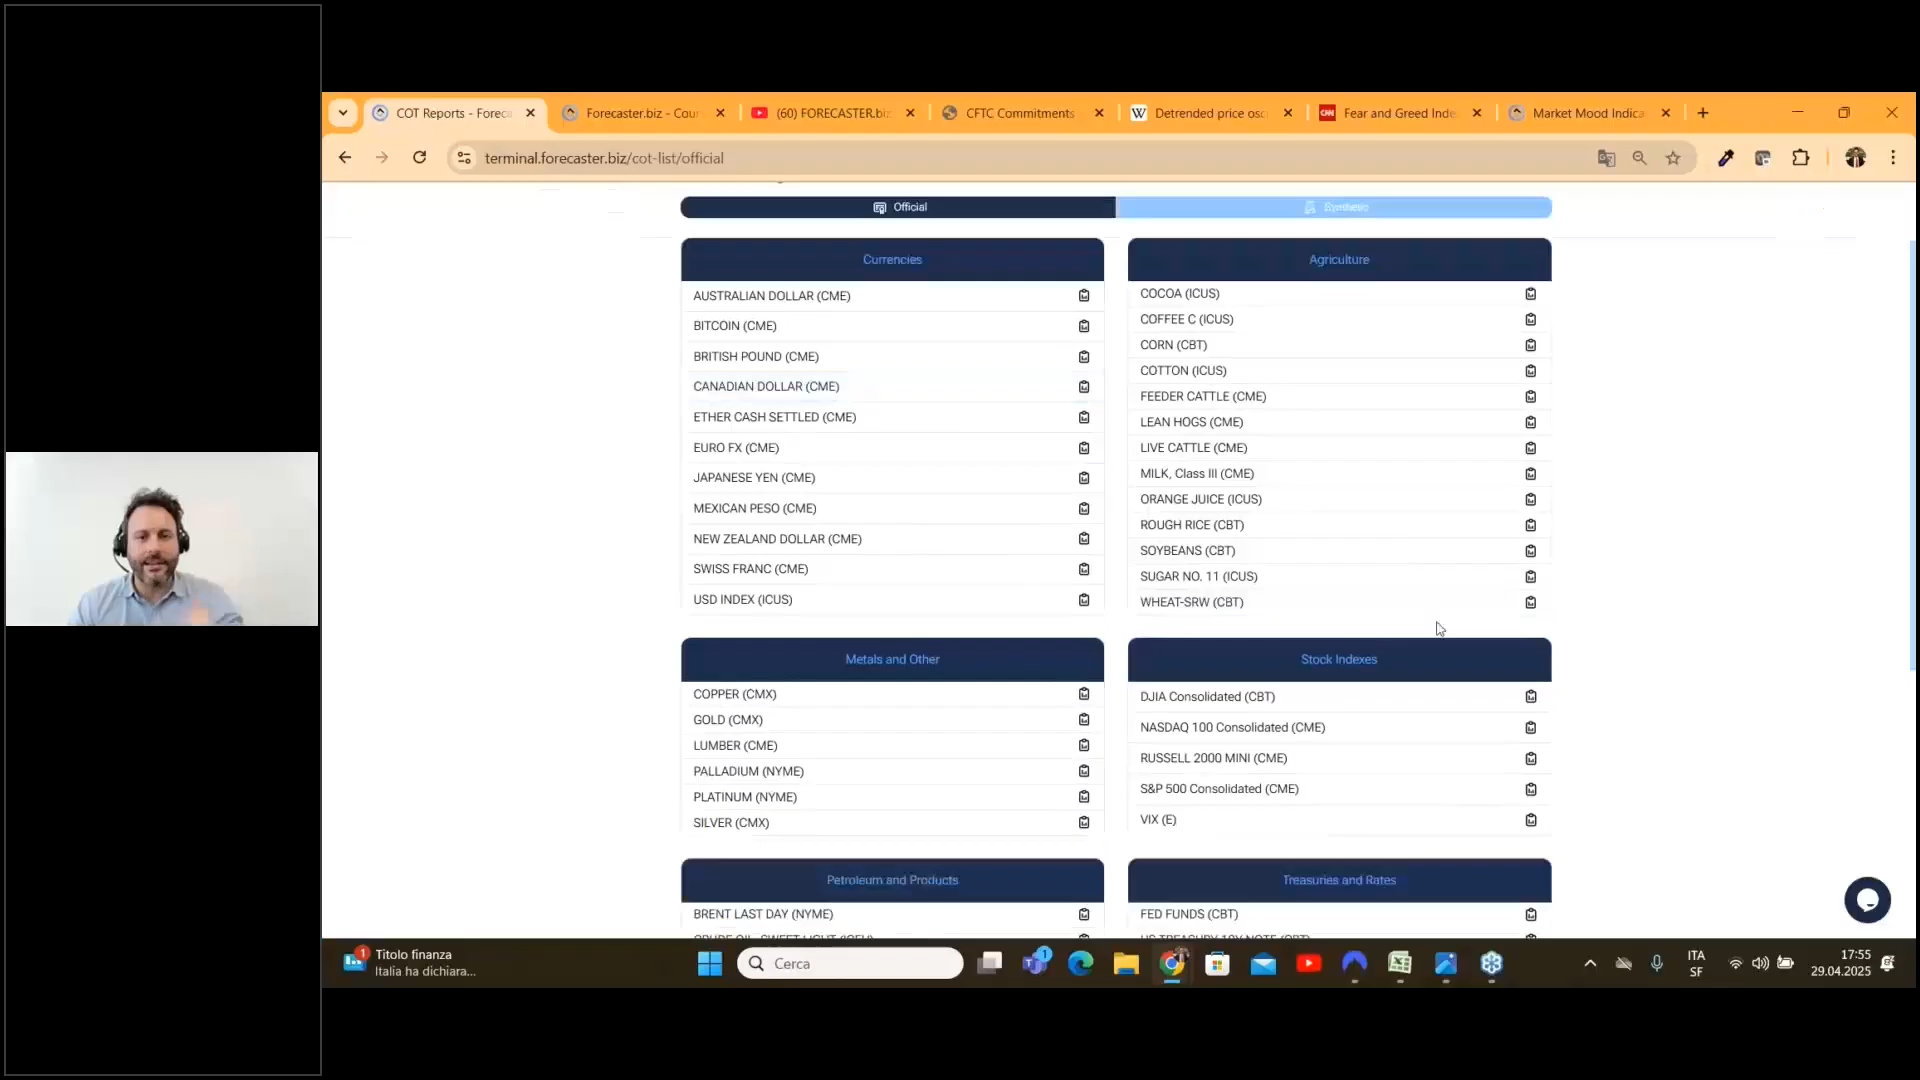 COT Reports - Foreca
Forecaster.biz - Cour
(60) FORECASTER.biz
CFTC Commitments
Detrended price osc
Fear and Greed Inde
Market Mood Indica
terminal.forecaster.biz/cot-list/official
Official
Synthetic
Currencies
AUSTRALIAN DOLLAR (CME)
BITCOIN (CME)
BRITISH POUND (CME)
CANADIAN DOLLAR (CME)
ETHER CASH SETTLED (CME)
EURO FX (CME)
JAPANESE YEN (CME)
MEXICAN PESO (CME)
NEW ZEALAND DOLLAR (CME)
SWISS FRANC (CME)
USD INDEX (ICUS)
Agriculture
COCOA (ICUS)
COFFEE C (ICUS)
CORN (CBT)
COTTON (ICUS)
FEEDER CATTLE (CME)
LEAN HOGS (CME)
LIVE CATTLE (CME)
MILK, Class III (CME)
ORANGE JUICE (ICUS)
ROUGH RICE (CBT)
SOYBEANS (CBT)
SUGAR NO. 11 (ICUS)
WHEAT-SRW (CBT)
Metals and Other
COPPER (CMX)
GOLD (CMX)
LUMBER (CME)
PALLADIUM (NYME)
PLATINUM (NYME)
SILVER (CMX)
Stock Indexes
DJIA Consolidated (CBT)
NASDAQ 100 Consolidated (CME)
RUSSELL 2000 MINI (CME)
S&P 500 Consolidated (CME)
VIX (E)
Petroleum and Products
BRENT LAST DAY (NYME)
Treasuries and Rates
FED FUNDS (CBT)
1
Titolo finanza
Italia ha dichiara...
Cerca
1
ITA
SF
17:55
29.04.2025